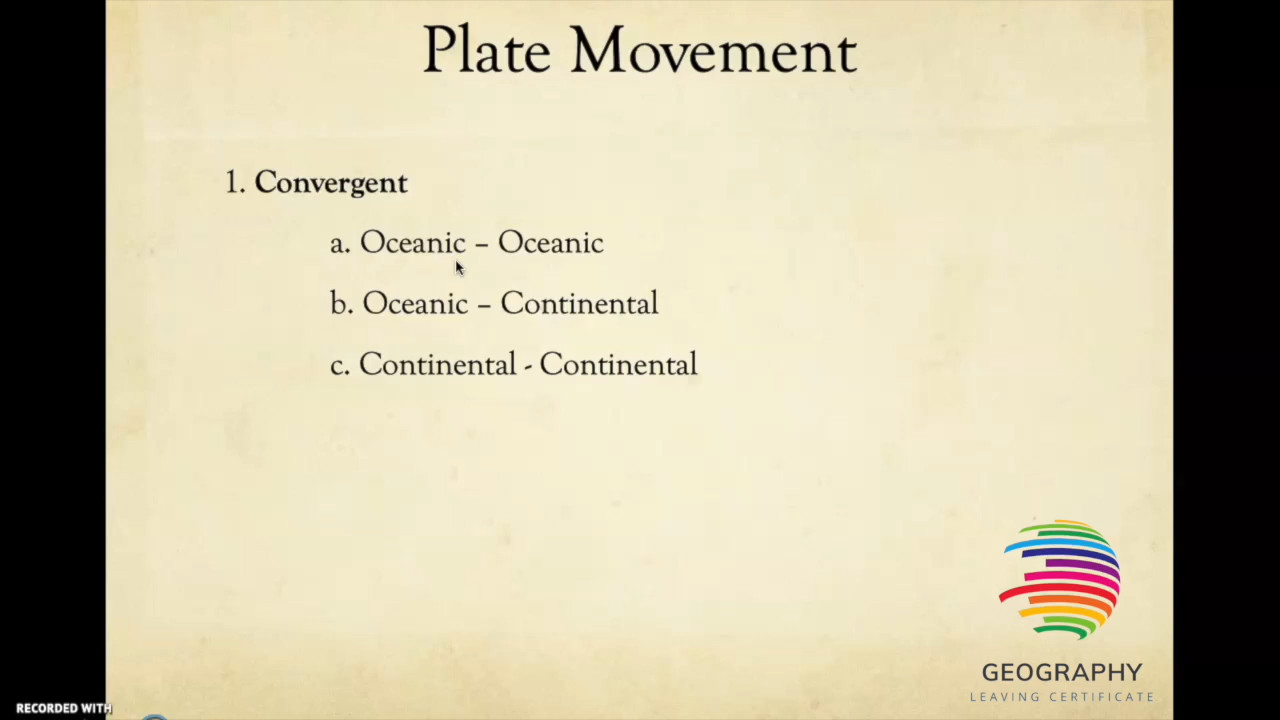 Plate Movement
1. Convergent
a. Oceanic – Oceanic
b. Oceanic – Continental
c. Continental - Continental
GEOGRAPHY
LEAVING CERTIFICATE
RECORDED WITH